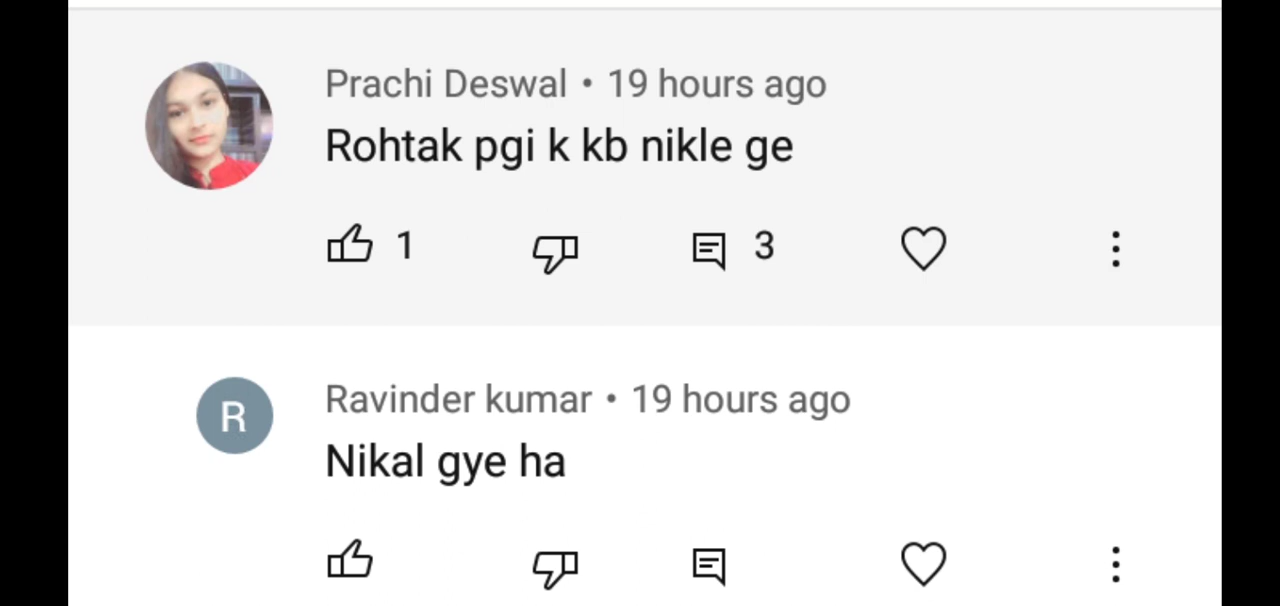 Prachi Deswal • 19 hours ago
Rohtak pgi k kb nikle ge
1 3
R
Ravinder kumar • 19 hours ago
Nikal gye ha